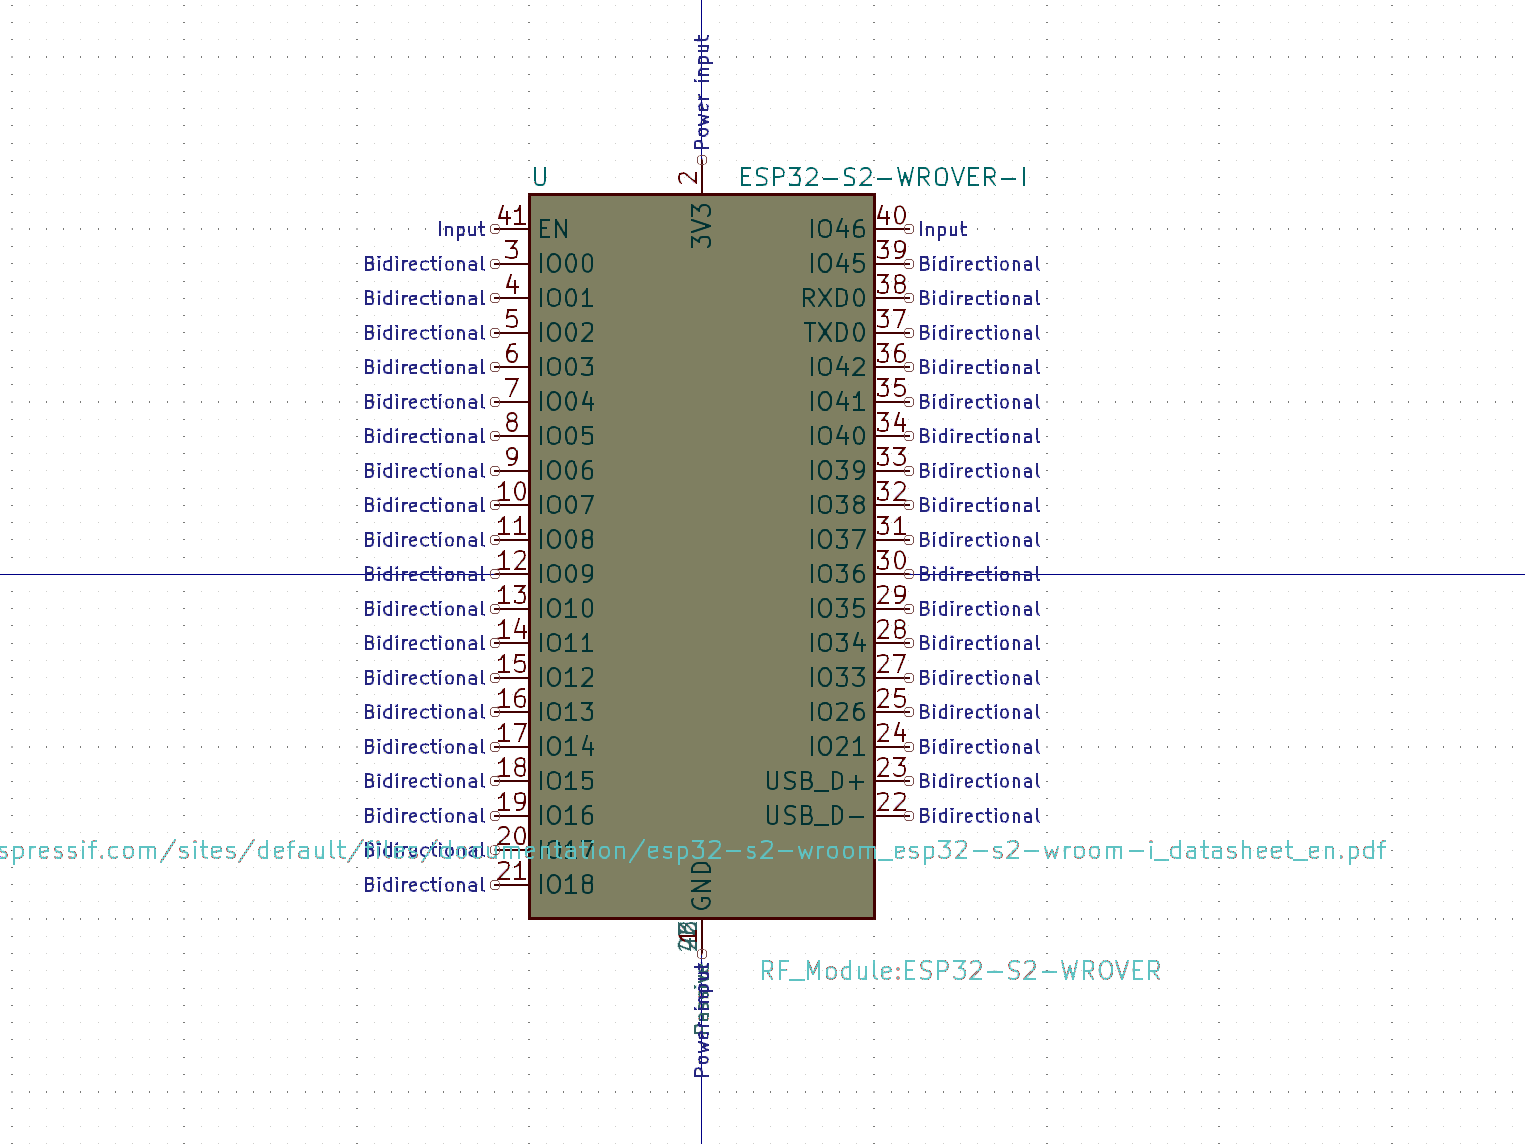 Power input
2
U ESP32-S2-WROVER-I
3V3
Input 41 EN IO46 40 Input
Bidirectional 3 IO00 IO45 39 Bidirectional
Bidirectional 4 IO01 RXD0 38 Bidirectional
Bidirectional 5 IO02 TXD0 37 Bidirectional
Bidirectional 6 IO03 IO42 36 Bidirectional
Bidirectional 7 IO04 IO41 35 Bidirectional
Bidirectional 8 IO05 IO40 34 Bidirectional
Bidirectional 9 IO06 IO39 33 Bidirectional
Bidirectional 10 IO07 IO38 32 Bidirectional
Bidirectional 11 IO08 IO37 31 Bidirectional
Bidirectional 12 IO09 IO36 30 Bidirectional
Bidirectional 13 IO10 IO35 29 Bidirectional
Bidirectional 14 IO11 IO34 28 Bidirectional
Bidirectional 15 IO12 IO33 27 Bidirectional
Bidirectional 16 IO13 IO26 25 Bidirectional
Bidirectional 17 IO14 IO21 24 Bidirectional
Bidirectional 18 IO15 USB_D+ 23 Bidirectional
Bidirectional 19 IO16 USB_D- 22 Bidirectional
Bidirectional 20 IO17
spressif.com/sites/default/files/documentation/esp32-s2-wroom_esp32-s2-wroom-i_datasheet_en.pdf
Bidirectional 21 IO18
GND
Power input
RF_Module:ESP32-S2-WROVER